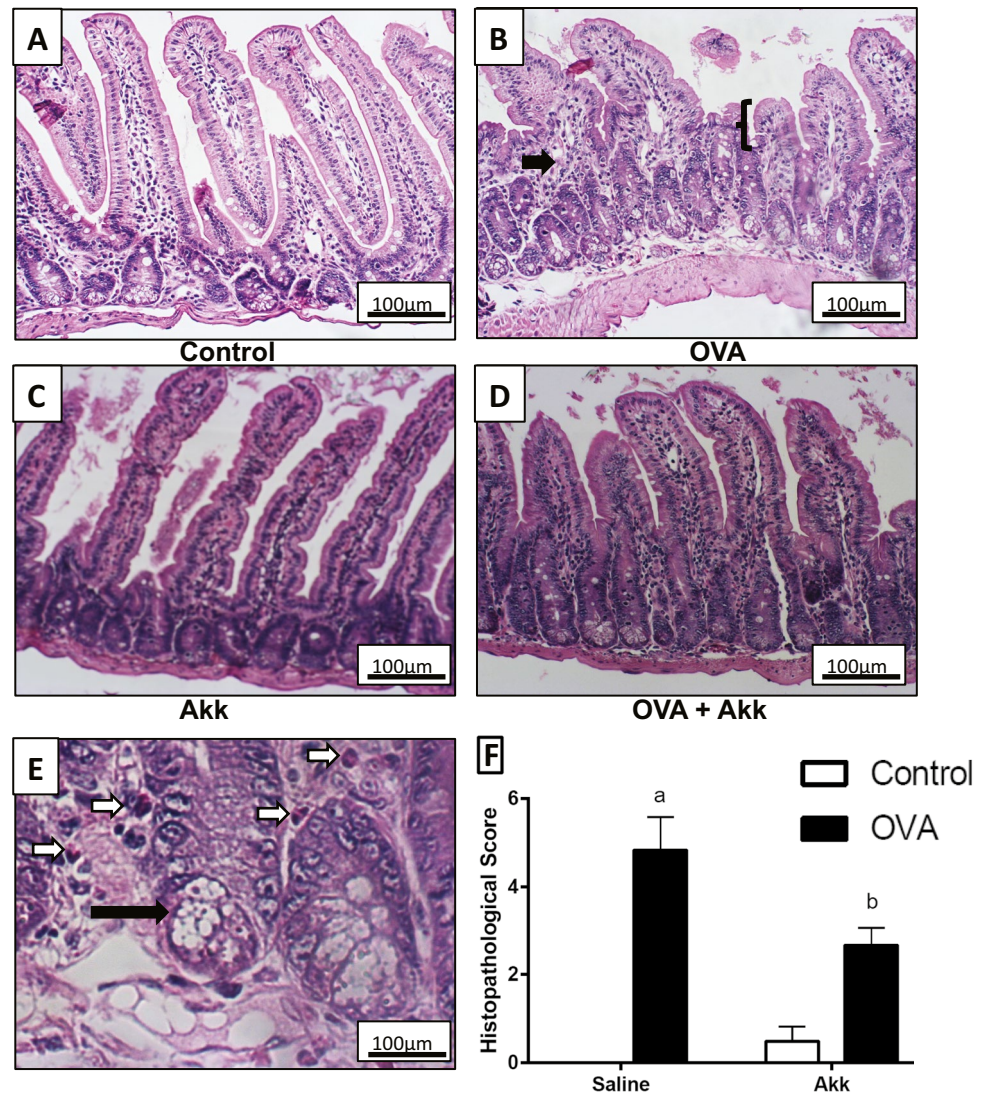 A
100μm
Control
B
100μm
OVA
C
100μm
Akk
D
100μm
OVA + Akk
E
100μm
F
Control
OVA
Histopathological Score
6
4
2
0
a
b
Saline
Akk